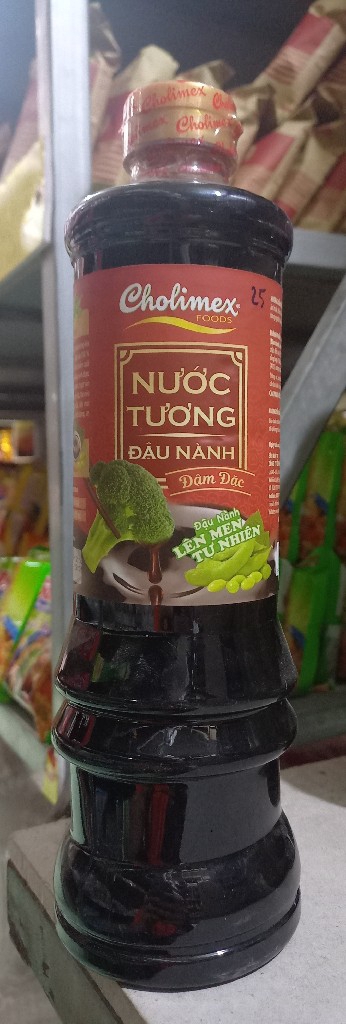 Cholimex
Cholimex
Cholimex
FOODS
25
NƯỚC
TƯƠNG
ĐẬU NÀNH
Đậm Đặc
Đậu Nành
LÊN MEN
TỰ NHIÊN